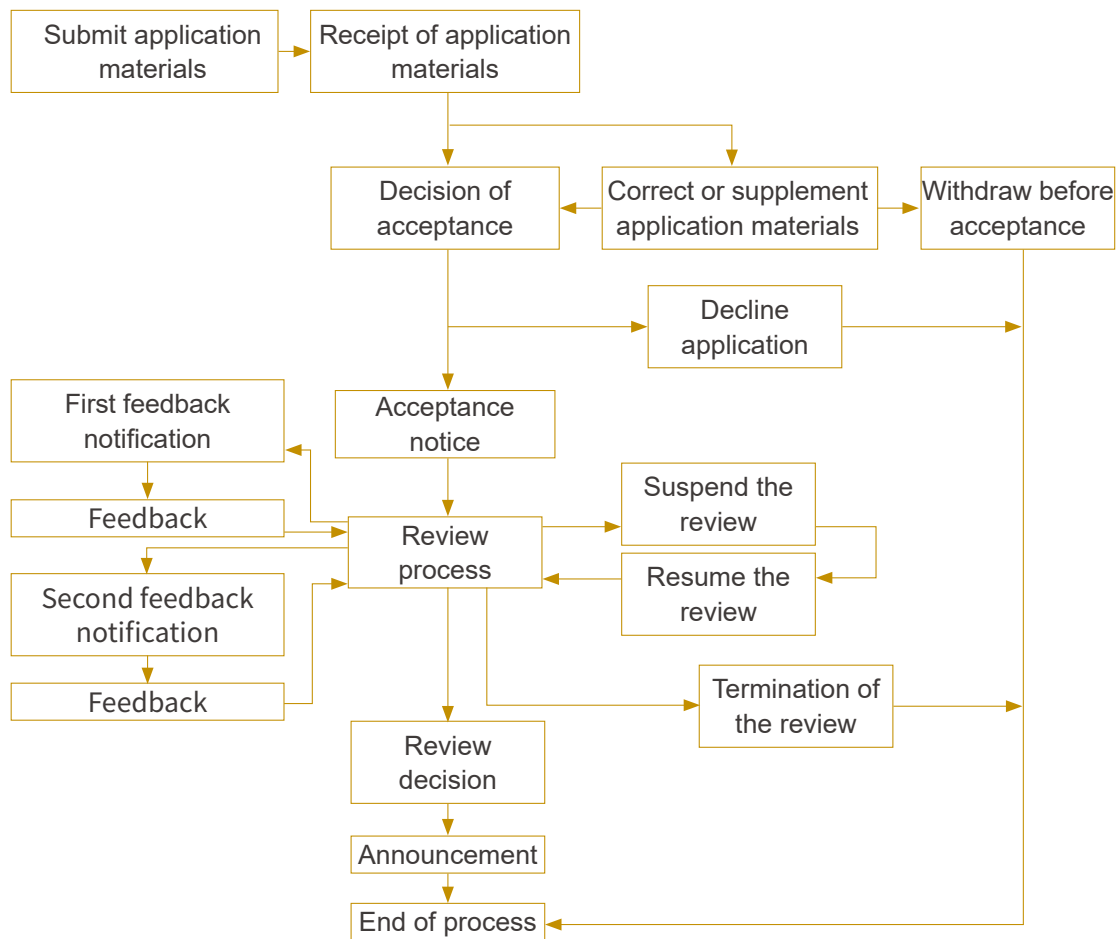 Submit application
materials
Receipt of application
materials
Decision of
acceptance
Correct or supplement
application materials
Withdraw before
acceptance
Decline
application
First feedback
notification
Acceptance
notice
Feedback
Suspend the
review
Review
process
Resume the
review
Second feedback
notification
Feedback
Termination of
the review
Review
decision
Announcement
End of process